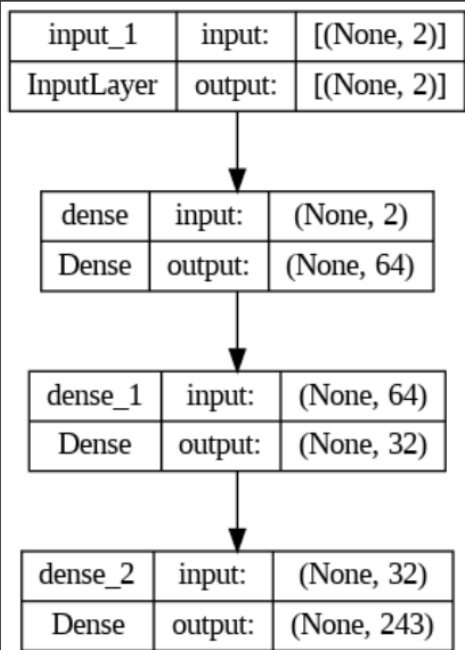 input_1 input: [(None, 2)]
InputLayer output: [(None, 2)]
dense input: (None, 2)
Dense output: (None, 64)
dense_1 input: (None, 64)
Dense output: (None, 32)
dense_2 input: (None, 32)
Dense output: (None, 243)